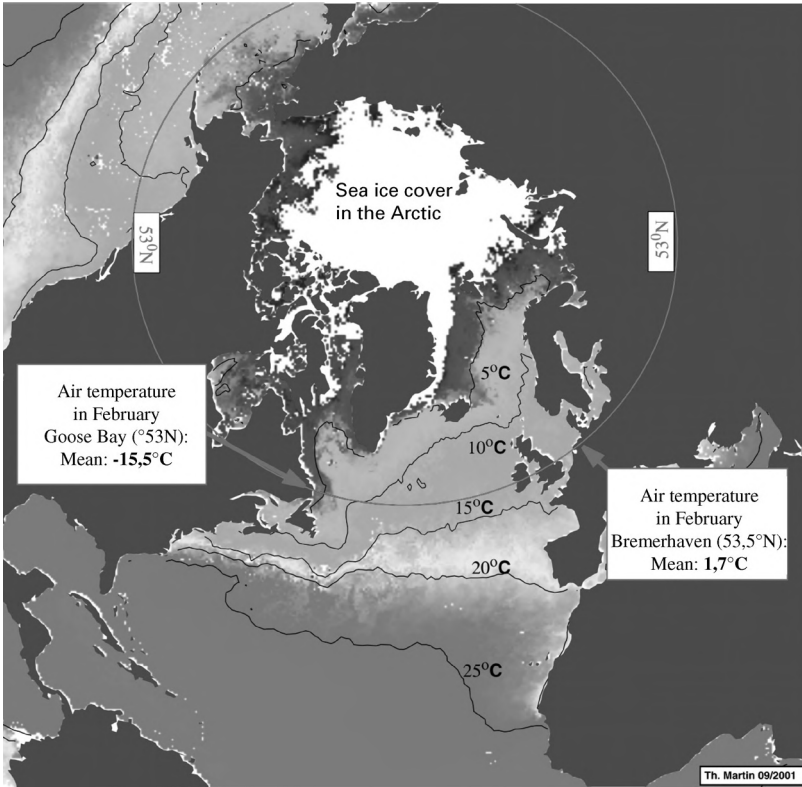 Sea ice cover
in the Arctic
53⁰N
53⁰N
5⁰C
Air temperature
in February
Goose Bay (°53N):
Mean: -15,5°C
10⁰C
15⁰C
Air temperature
in February
Bremerhaven (53,5°N):
Mean: 1,7°C
20⁰C
25⁰C
Th. Martin 09/2001